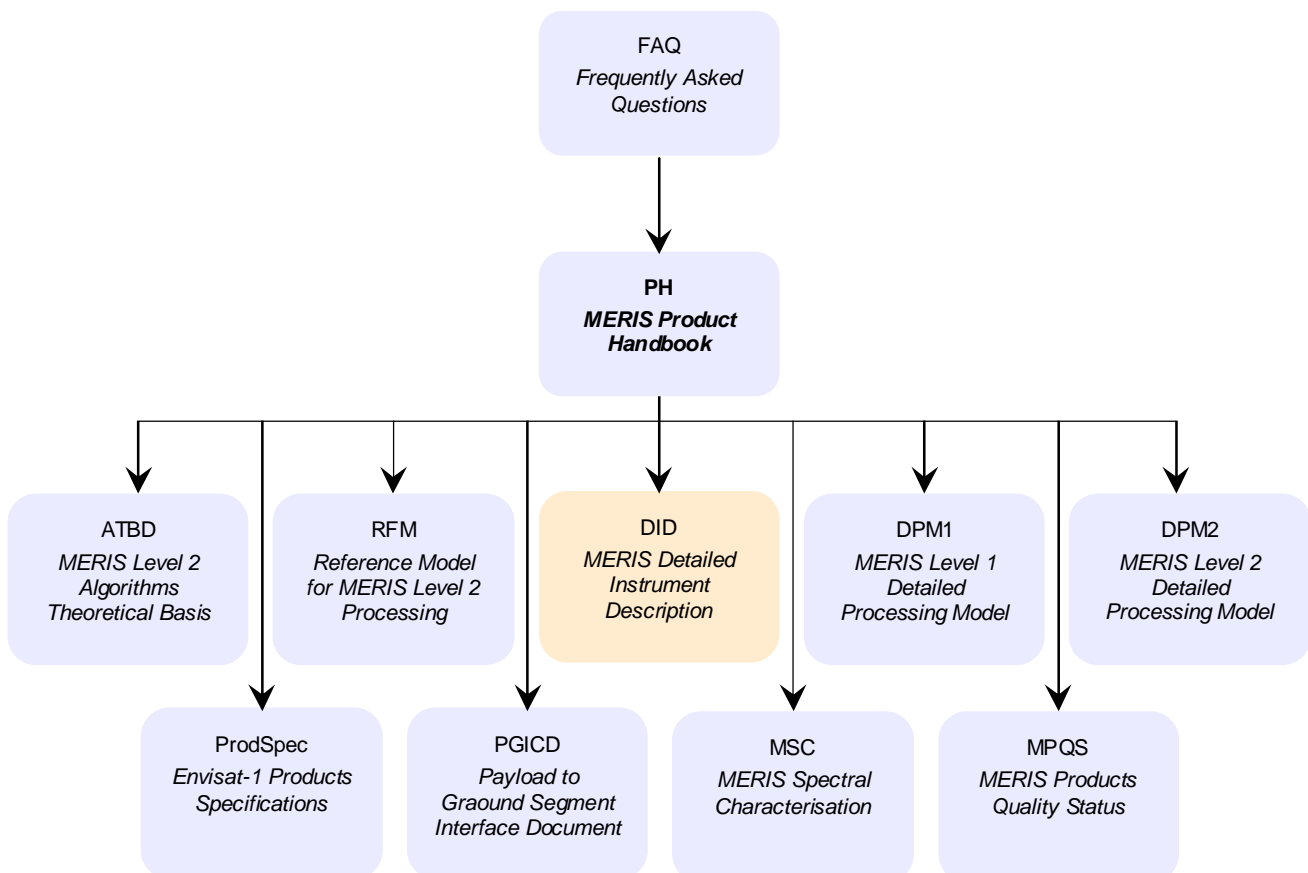 FAQ
Frequently Asked
Questions
PH
MERIS Product
Handbook
ATBD
MERIS Level 2
Algorithms
Theoretical Basis
RFM
Reference Model
for MERIS Level 2
Processing
DID
MERIS Detailed
Instrument
Description
DPM1
MERIS Level 1
Detailed
Processing Model
DPM2
MERIS Level 2
Detailed
Processing Model
ProdSpec
Envisat-1 Products
Specifications
PGICD
Payload to
Graound Segment
Interface Document
MSC
MERIS Spectral
Characterisation
MPQS
MERIS Products
Quality Status